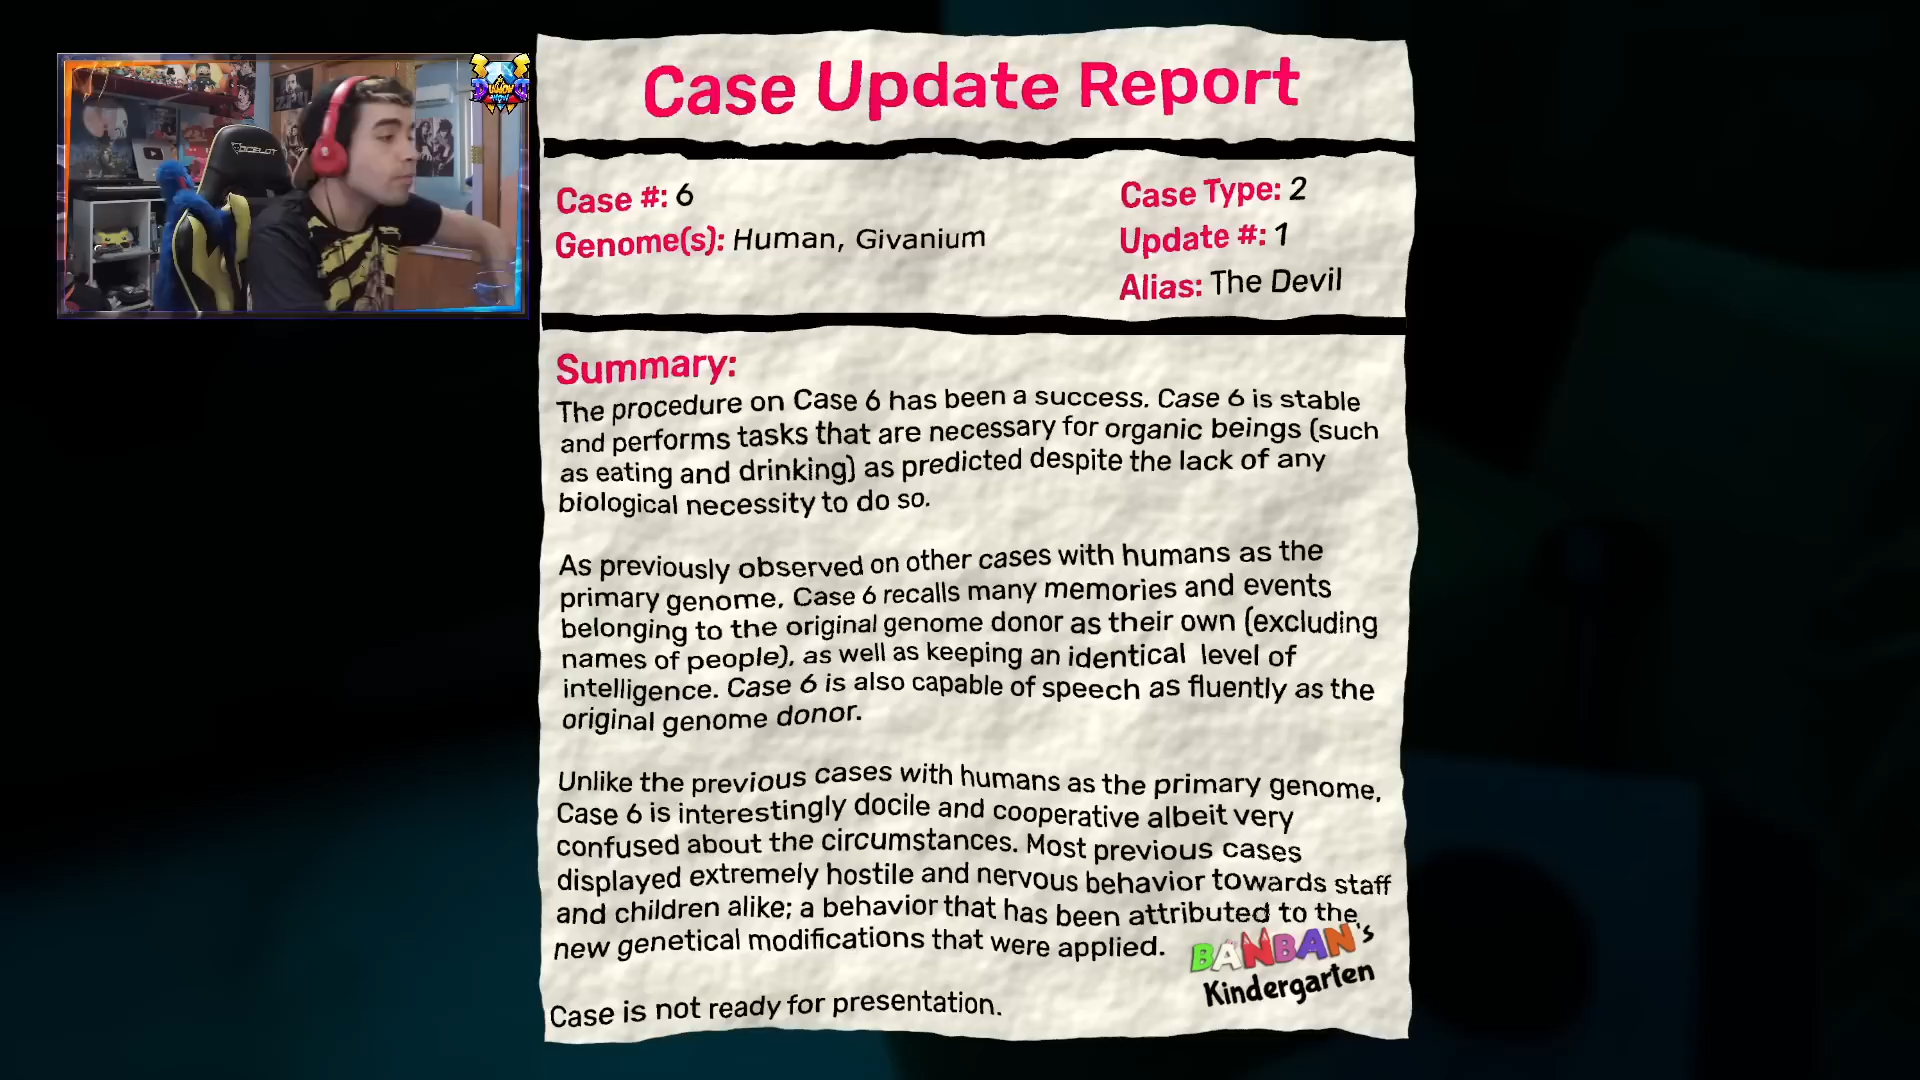 Case Update Report
Case #: 6
Genome(s): Human, Givanium
Case Type: 2
Update #: 1
Alias: The Devil
Summary:
The procedure on Case 6 has been a success. Case 6 is stable
and performs tasks that are necessary for organic beings (such
as eating and drinking) as predicted despite the lack of any
biological necessity to do so.
As previously observed on other cases with humans as the
primary genome, Case 6 recalls many memories and events
belonging to the original genome donor as their own (excluding
names of people), as well as keeping an identical level of
intelligence. Case 6 is also capable of speech as fluently as the
original genome donor.
Unlike the previous cases with humans as the primary genome,
Case 6 is interestingly docile and cooperative albeit very
confused about the circumstances. Most previous cases
displayed extremely hostile and nervous behavior towards staff
and children alike; a behavior that has been attributed to the
new genetical modifications that were applied.
BANBAN's
Kindergarten
Case is not ready for presentation.